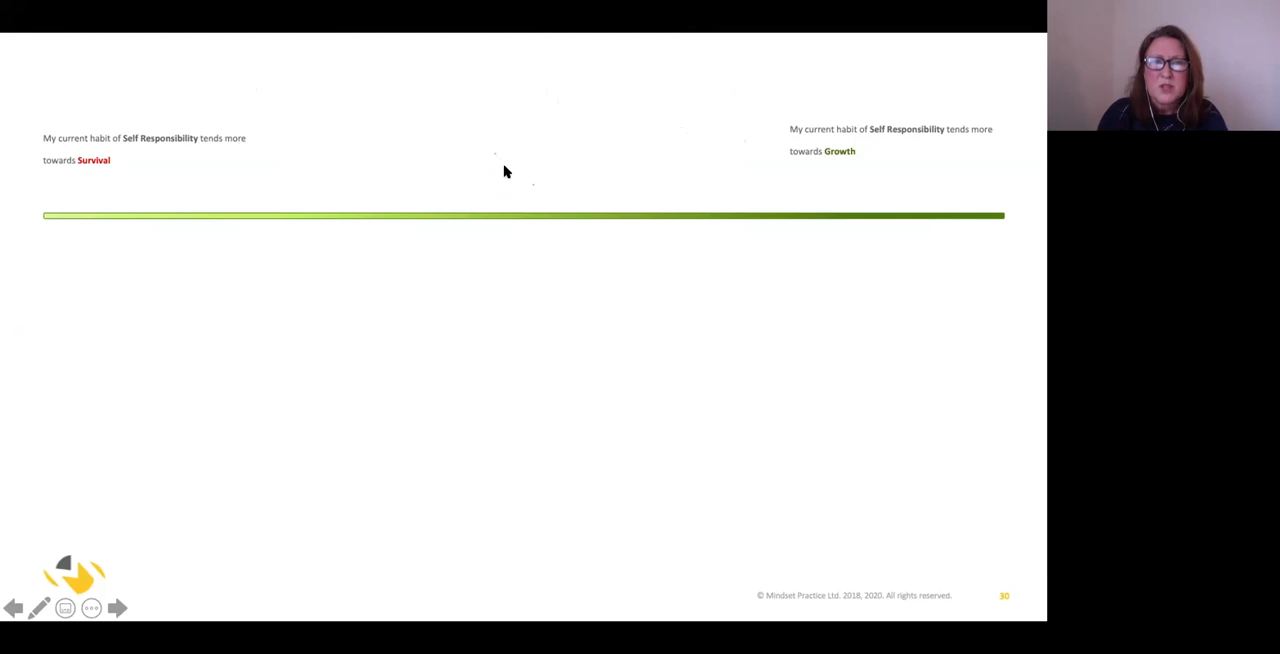 My current habit of Self Responsibility tends more
towards Survival
My current habit of Self Responsibility tends more
towards Growth
© Mindset Practice Ltd. 2018, 2020. All rights reserved.
30